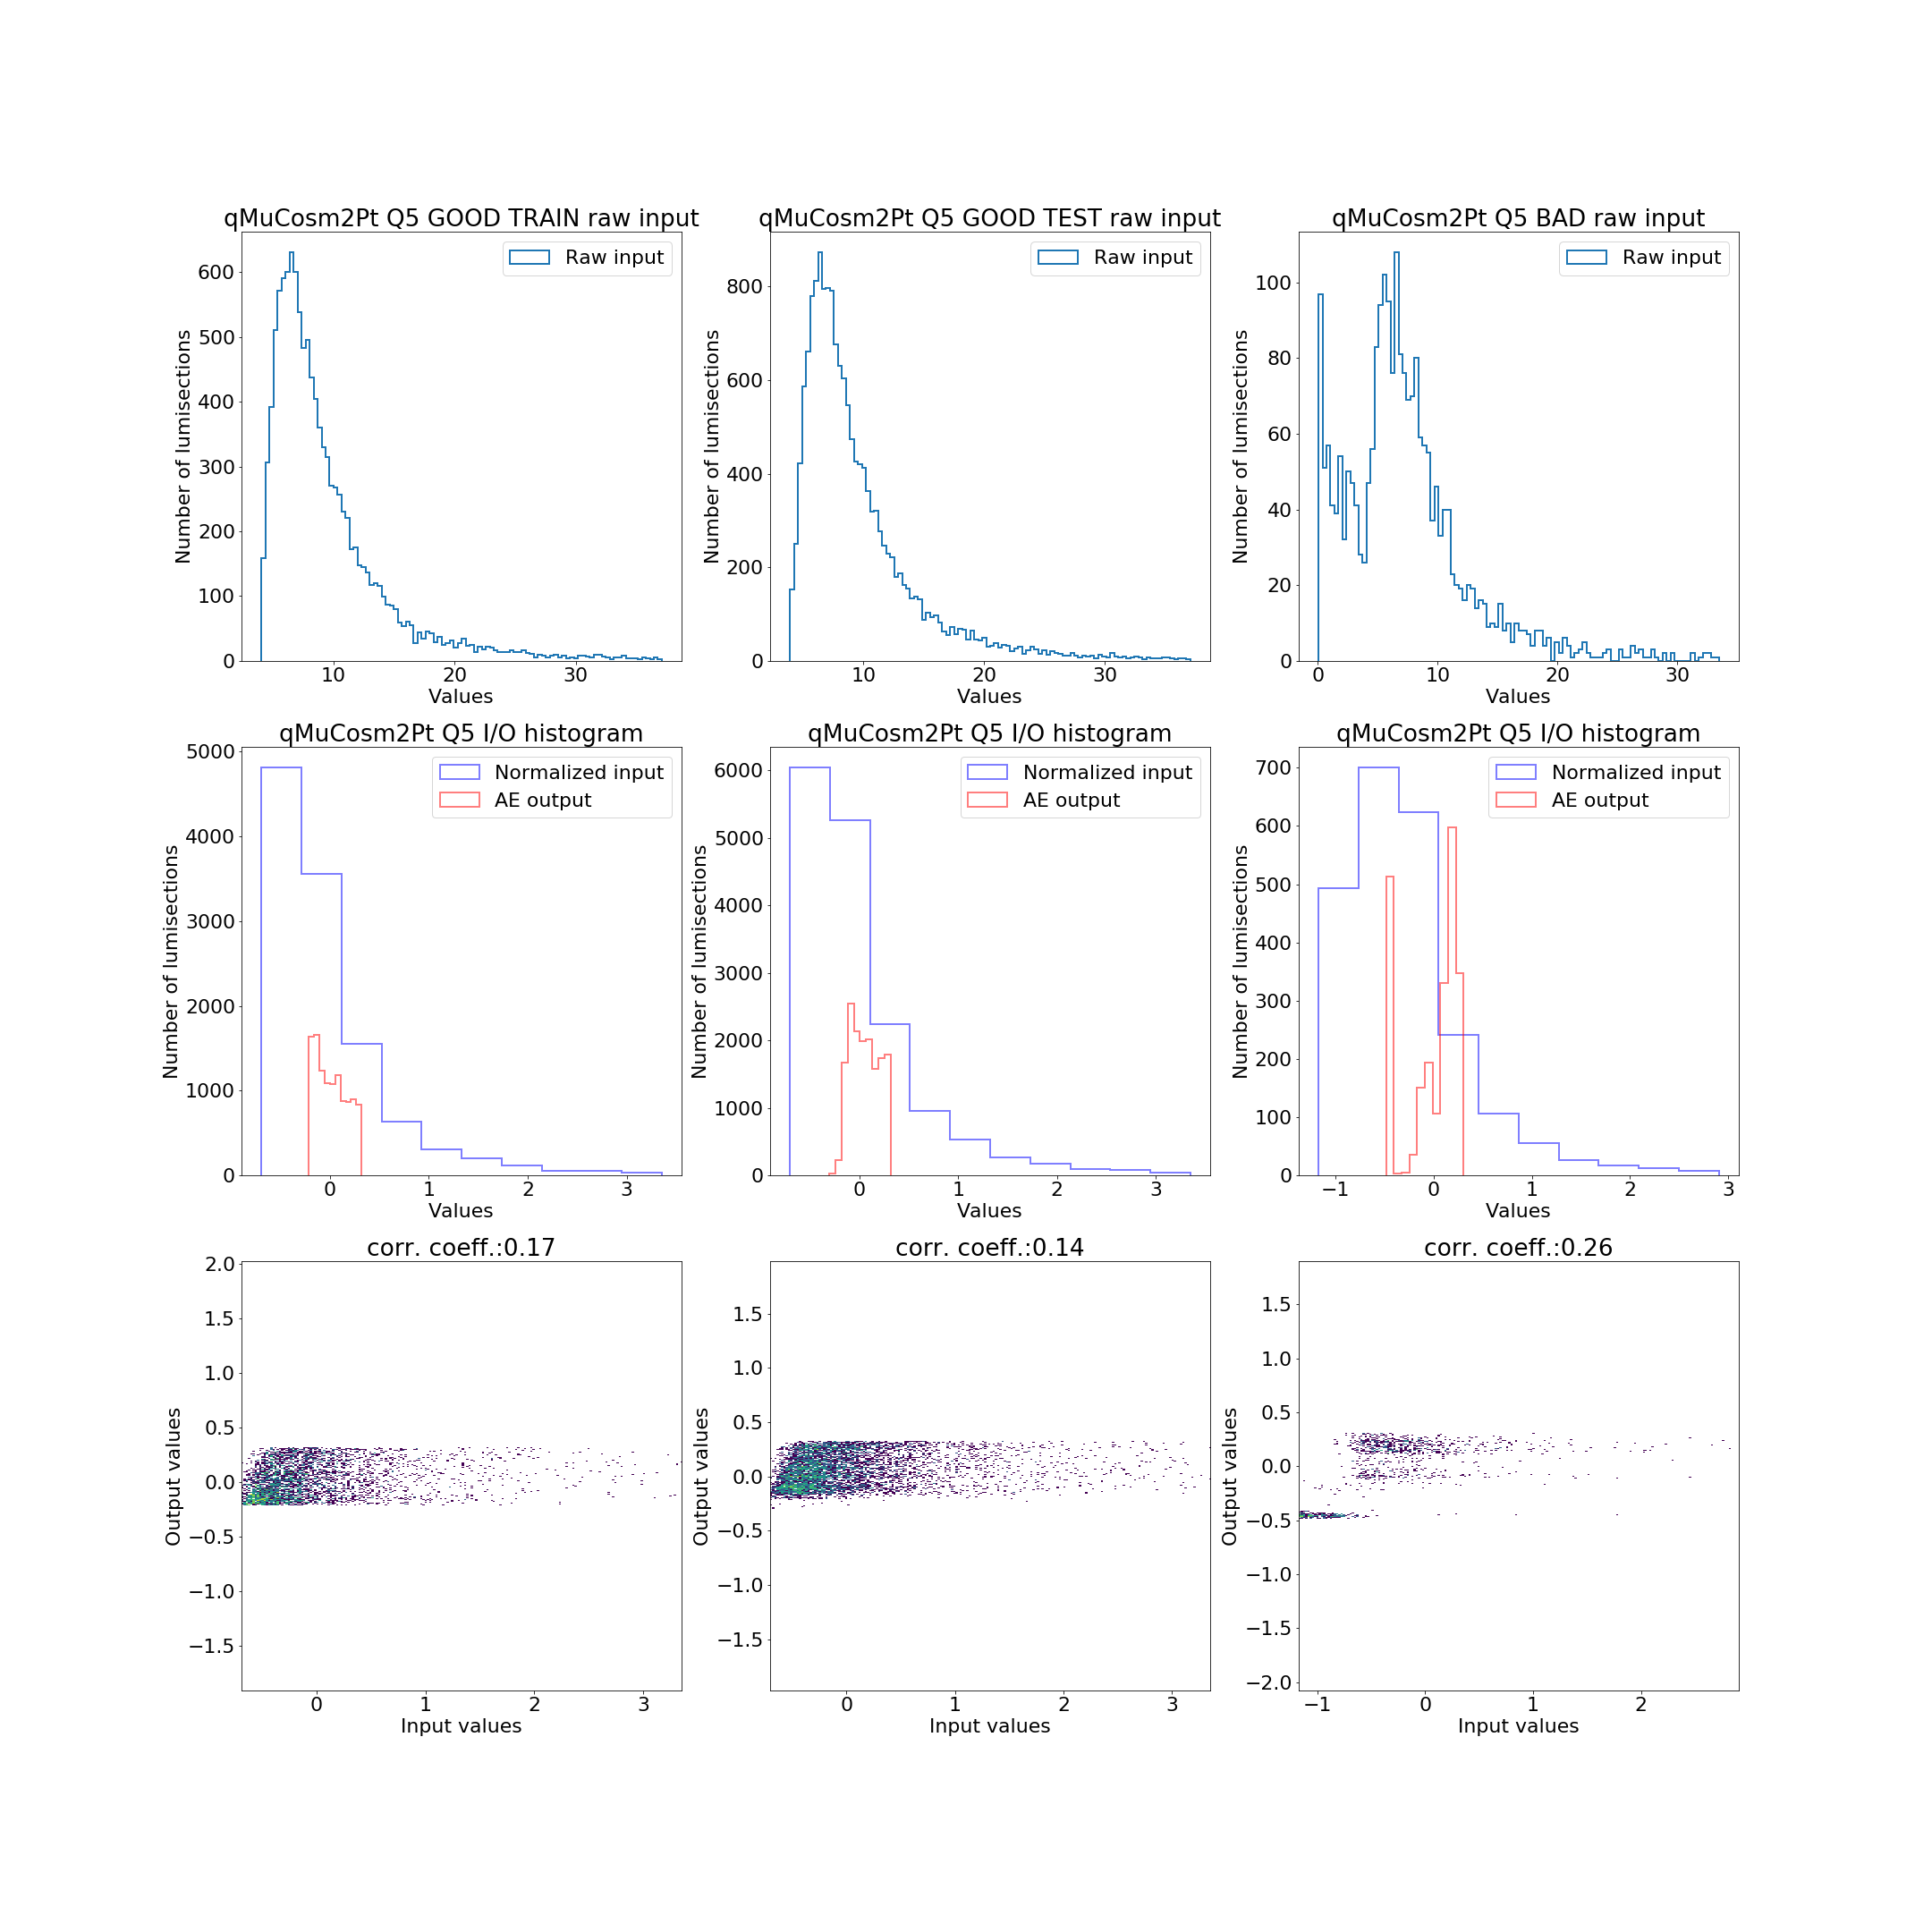 qMuCosm2Pt Q5 GOOD TRAIN raw input
Number of lumisections
600
500
400
300
200
100
0
Raw input
10
20
30
Values
qMuCosm2Pt Q5 GOOD TEST raw input
Number of lumisections
800
600
400
200
0
Raw input
10
20
30
Values
qMuCosm2Pt Q5 BAD raw input
Number of lumisections
100
80
60
40
20
0
Raw input
0
10
20
30
Values
qMuCosm2Pt Q5 I/O histogram
Number of lumisections
5000
4000
3000
2000
1000
0
Normalized input
AE output
0
1
2
3
Values
qMuCosm2Pt Q5 I/O histogram
Number of lumisections
6000
5000
4000
3000
2000
1000
0
Normalized input
AE output
0
1
2
3
Values
qMuCosm2Pt Q5 I/O histogram
Number of lumisections
700
600
500
400
300
200
100
0
Normalized input
AE output
−1
0
1
2
3
Values
corr. coeff.:0.17
Output values
2.0
1.5
1.0
0.5
0.0
−0.5
−1.0
−1.5
0
1
2
3
Input values
corr. coeff.:0.14
Output values
1.5
1.0
0.5
0.0
−0.5
−1.0
−1.5
0
1
2
3
Input values
corr. coeff.:0.26
Output values
1.5
1.0
0.5
0.0
−0.5
−1.0
−1.5
−2.0
−1
0
1
2
Input values